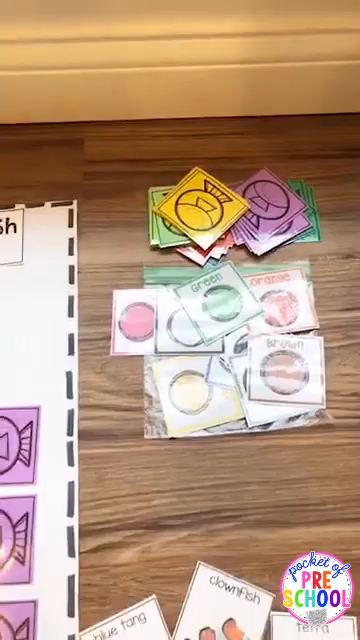 sh
Green
orange
Brown
clownfish
blue tang
tetra
pocket of
PRE
SCHOOL